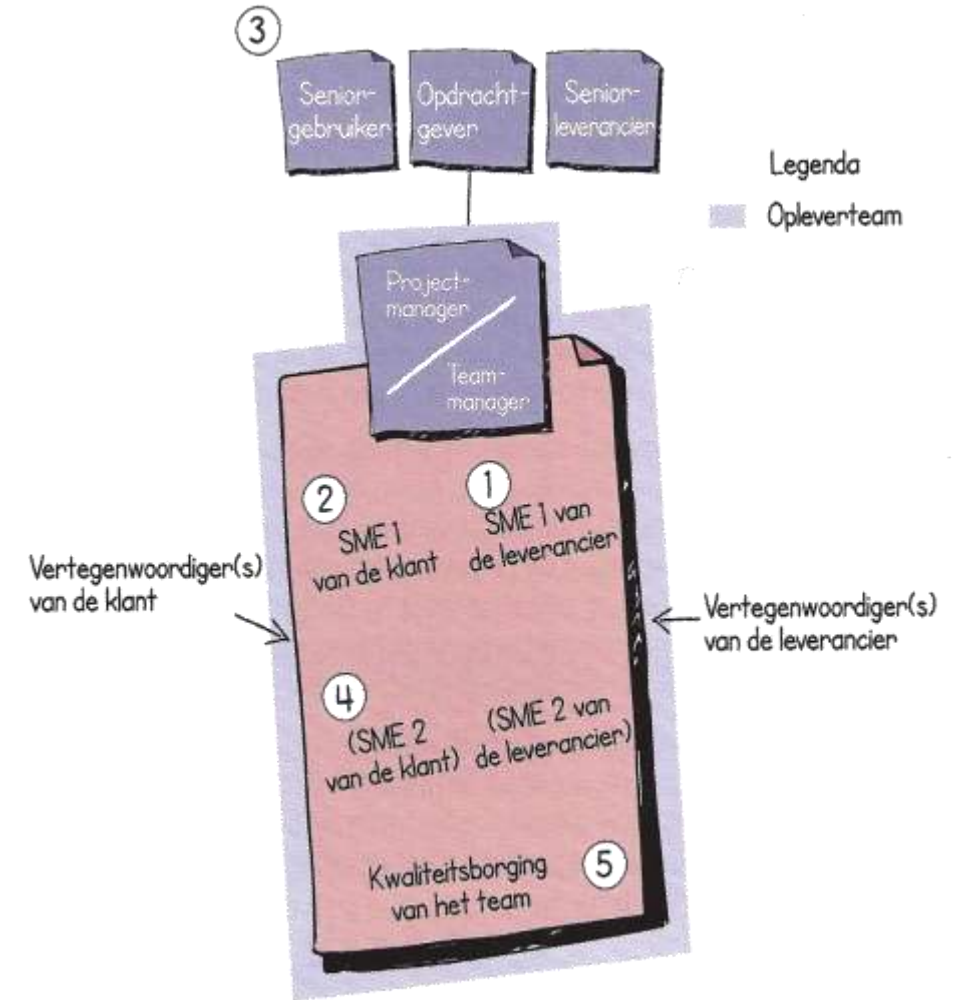 3
Senior-
gebruiker
Opdracht-
gever
Senior-
leverancier
Legenda
Opleverteam
Project-
manager
Team-
manager
2
SME 1
van de klant
1
SME 1 van
de leverancier
Vertegenwoordiger(s)
van de klant
Vertegenwoordiger(s)
van de leverancier
4
(SME 2
van de klant)
(SME 2 van
de leverancier)
Kwaliteitsborging
van het team
5